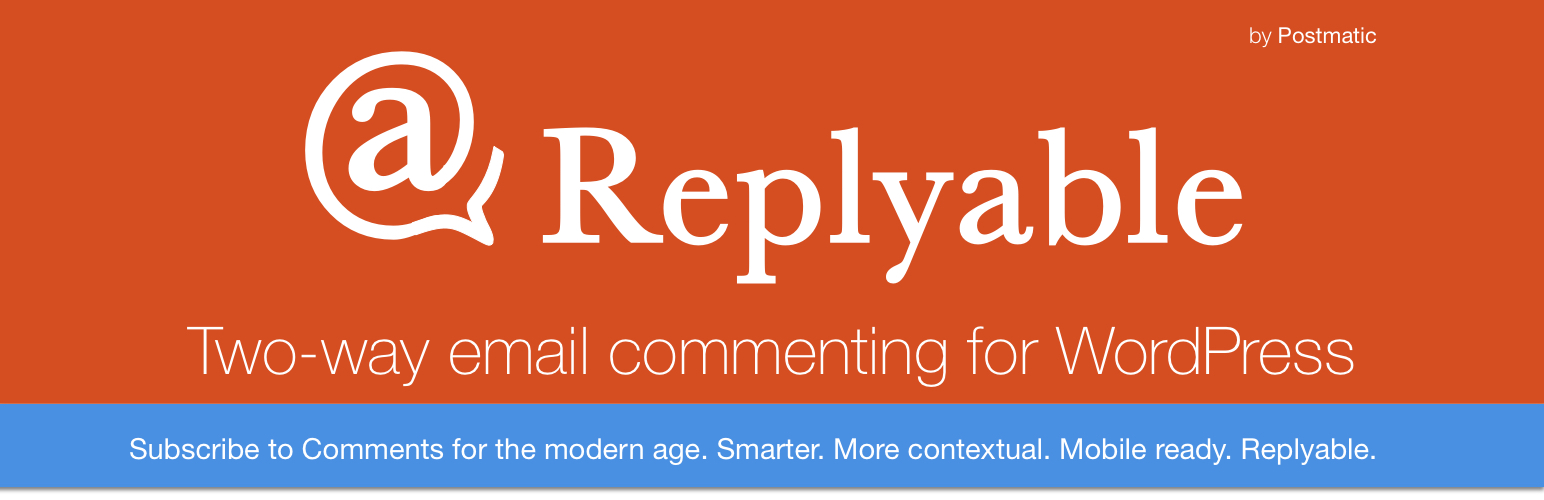 by Postmatic
a Replyable
Two-way email commenting for WordPress
Subscribe to Comments for the modern age. Smarter. More contextual. Mobile ready. Replyable.